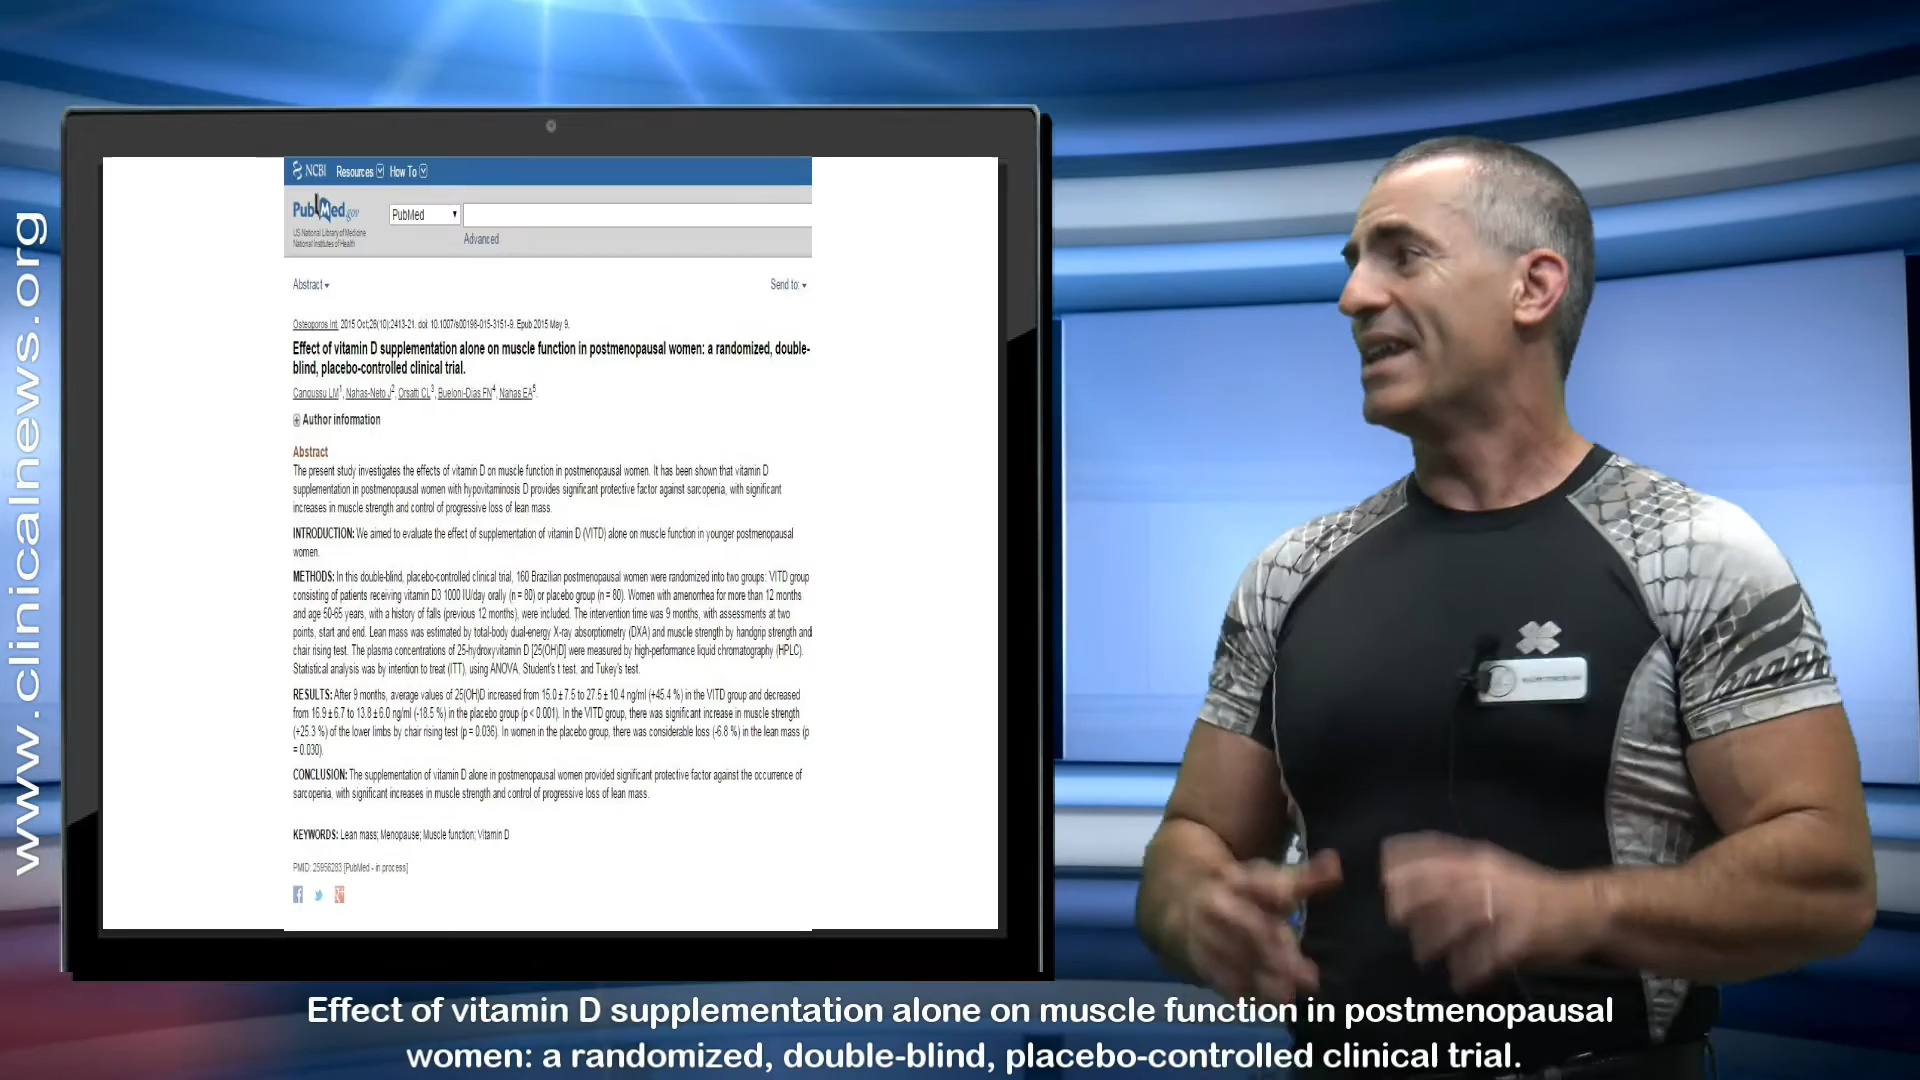 www.clinicalnews.org
NCBI Resources How To
PubMed.gov
US National Library of Medicine
National Institutes of Health
PubMed
Advanced
Abstract Send to:
Osteoporos Int. 2015 Oct;26(10):2413-21. doi: 10.1007/s00198-015-3151-9. Epub 2015 May 9.
Effect of vitamin D supplementation alone on muscle function in postmenopausal women: a randomized, double-
blind, placebo-controlled clinical trial.
Cangussu LM1, Nahas-Neto J2, Orsatti CL3, Bueloni-Dias FN4, Nahas EA5.
Author information
Abstract
The present study investigates the effects of vitamin D on muscle function in postmenopausal women. It has been shown that vitamin D
supplementation in postmenopausal women with hypovitaminosis D provides significant protective factor against sarcopenia, with significant
increases in muscle strength and control of progressive loss of lean mass.
INTRODUCTION: We aimed to evaluate the effect of supplementation of vitamin D (VITD) alone on muscle function in younger postmenopausal
women.
METHODS: In this double-blind, placebo-controlled clinical trial, 160 Brazilian postmenopausal women were randomized into two groups: VITD group
consisting of patients receiving vitamin D3 1000 IU/day orally (n = 80) or placebo group (n = 80). Women with amenorrhea for more than 12 months
and age 50-65 years, with a history of falls (previous 12 months), were included. The intervention time was 9 months, with assessments at two
points, start and end. Lean mass was estimated by total-body dual-energy X-ray absorptiometry (DXA) and muscle strength by handgrip strength and
chair rising test. The plasma concentrations of 25-hydroxyvitamin D [25(OH)D] were measured by high-performance liquid chromatography (HPLC).
Statistical analysis was by intention to treat (ITT), using ANOVA, Student's t test, and Tukey's test.
RESULTS: After 9 months, average values of 25(OH)D increased from 15.0 ± 7.5 to 27.5 ± 10.4 ng/ml (+45.4 %) in the VITD group and decreased
from 16.9 ± 6.7 to 13.8 ± 6.0 ng/ml (-18.5 %) in the placebo group (p < 0.001). In the VITD group, there was significant increase in muscle strength
(+25.3 %) of the lower limbs by chair rising test (p = 0.036). In women in the placebo group, there was considerable loss (-6.8 %) in the lean mass (p
= 0.030).
CONCLUSION: The supplementation of vitamin D alone in postmenopausal women provided significant protective factor against the occurrence of
sarcopenia, with significant increases in muscle strength and control of progressive loss of lean mass.
KEYWORDS: Lean mass; Menopause; Muscle function; Vitamin D
PMID: 25956283 [PubMed - in process]
Effect of vitamin D supplementation alone on muscle function in postmenopausal
women: a randomized, double-blind, placebo-controlled clinical trial.